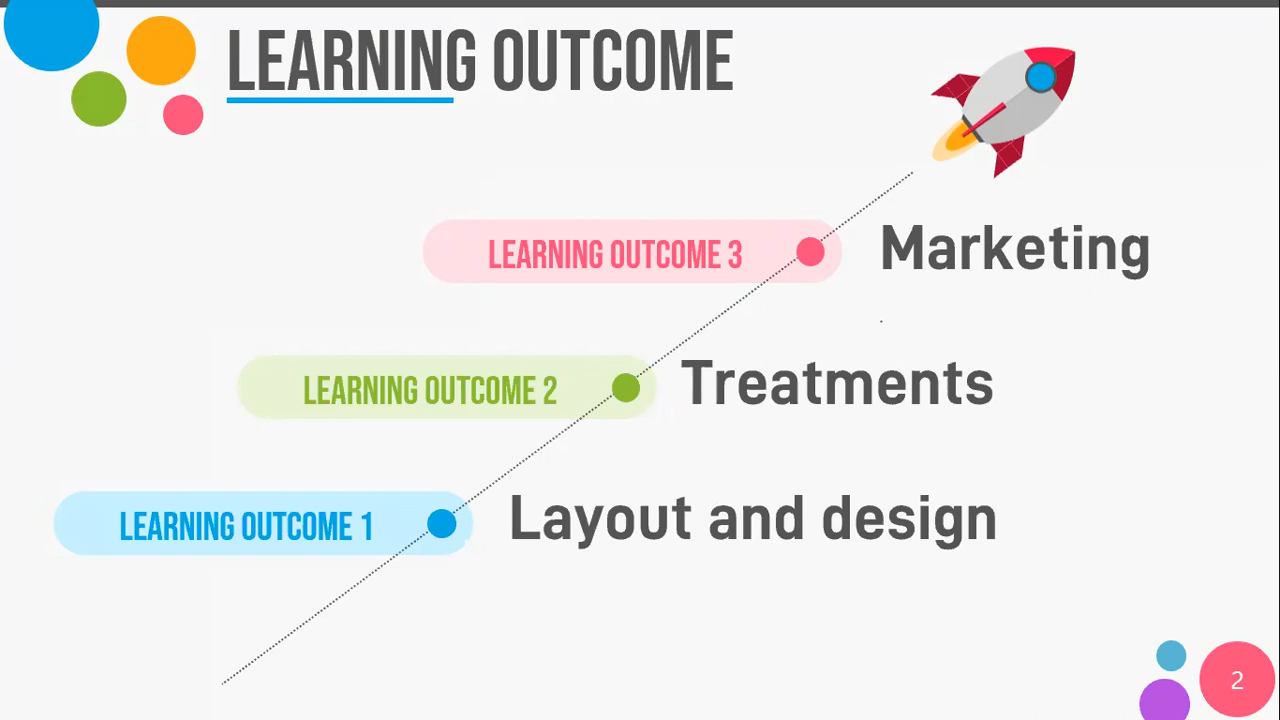 LEARNING OUTCOME
LEARNING OUTCOME 3
Marketing
LEARNING OUTCOME 2
Treatments
LEARNING OUTCOME 1
Layout and design
2